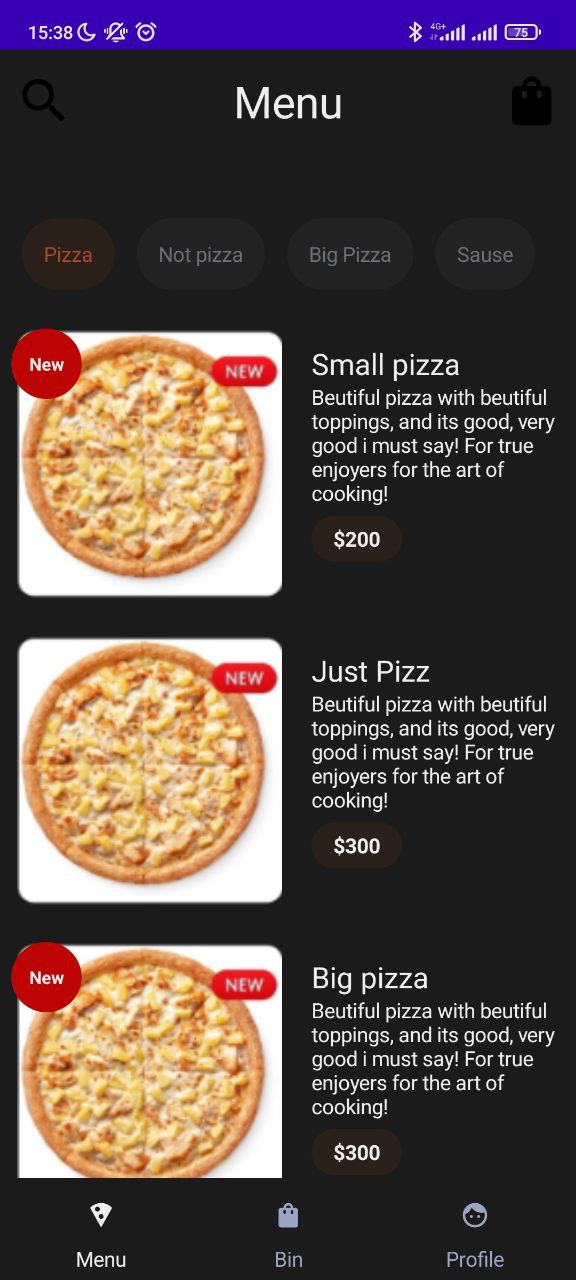 15:38 4G+ 75
Menu
Pizza Not pizza Big Pizza Sause
New
NEW
Small pizza
Beutiful pizza with beutiful
toppings, and its good, very
good i must say! For true
enjoyers for the art of
cooking!
$200
NEW
Just Pizz
Beutiful pizza with beutiful
toppings, and its good, very
good i must say! For true
enjoyers for the art of
cooking!
$300
New
NEW
Big pizza
Beutiful pizza with beutiful
toppings, and its good, very
good i must say! For true
enjoyers for the art of
cooking!
$300
Menu Bin Profile